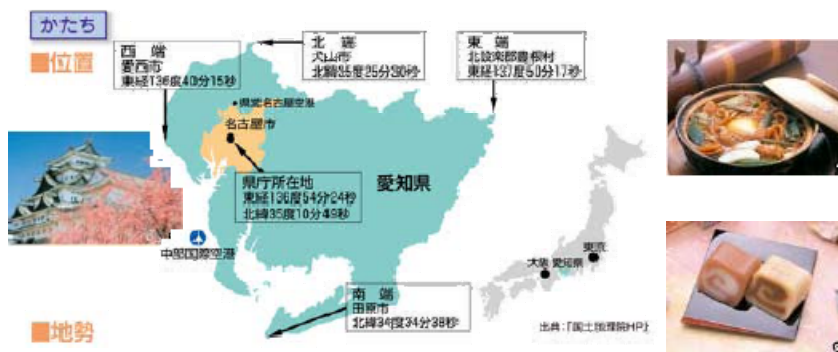 かたち
■位置
西 端
愛西市
東経136度40分15秒
北 端
犬山市
北緯35度25分30秒
東 端
北設楽郡豊根村
東経137度50分17秒
県営名古屋空港
名古屋市
県庁所在地
東経136度54分24秒
北緯35度10分49秒
愛知県
中部国際空港
南 端
田原市
北緯34度34分38秒
東京
大阪 愛知県
出典:「国土地理院HP」
■地勢